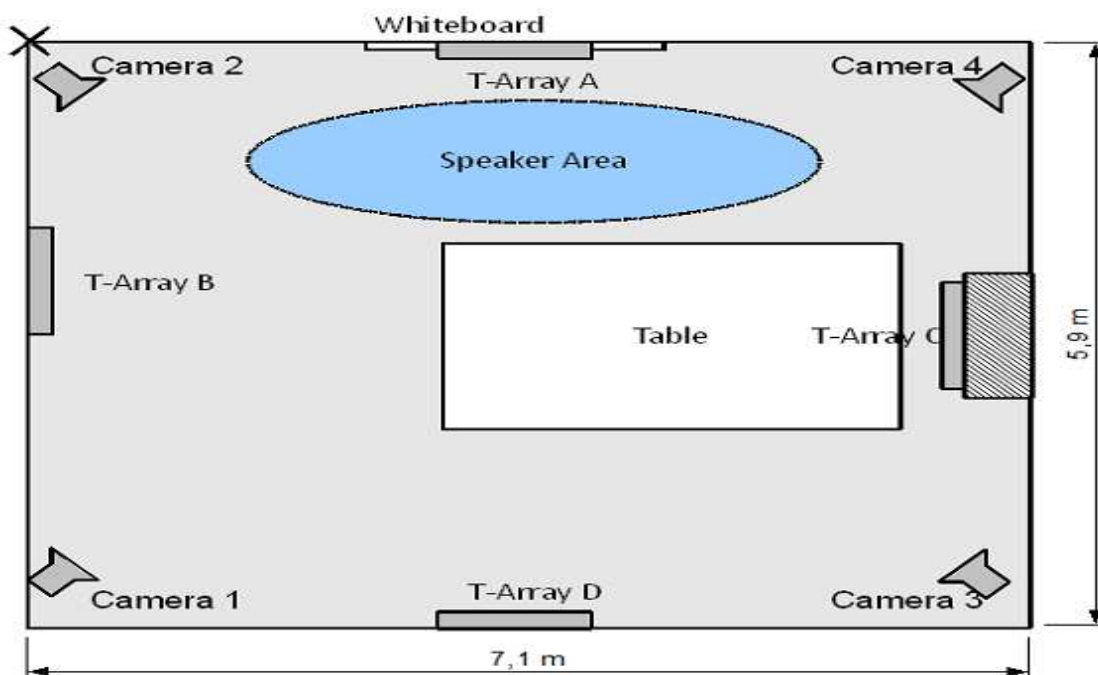 Whiteboard
Camera 2
Camera 4
T-Array A
Speaker Area
T-Array B
Table
T-Array C
5,9 m
T-Array D
Camera 1
Camera 3
7,1 m